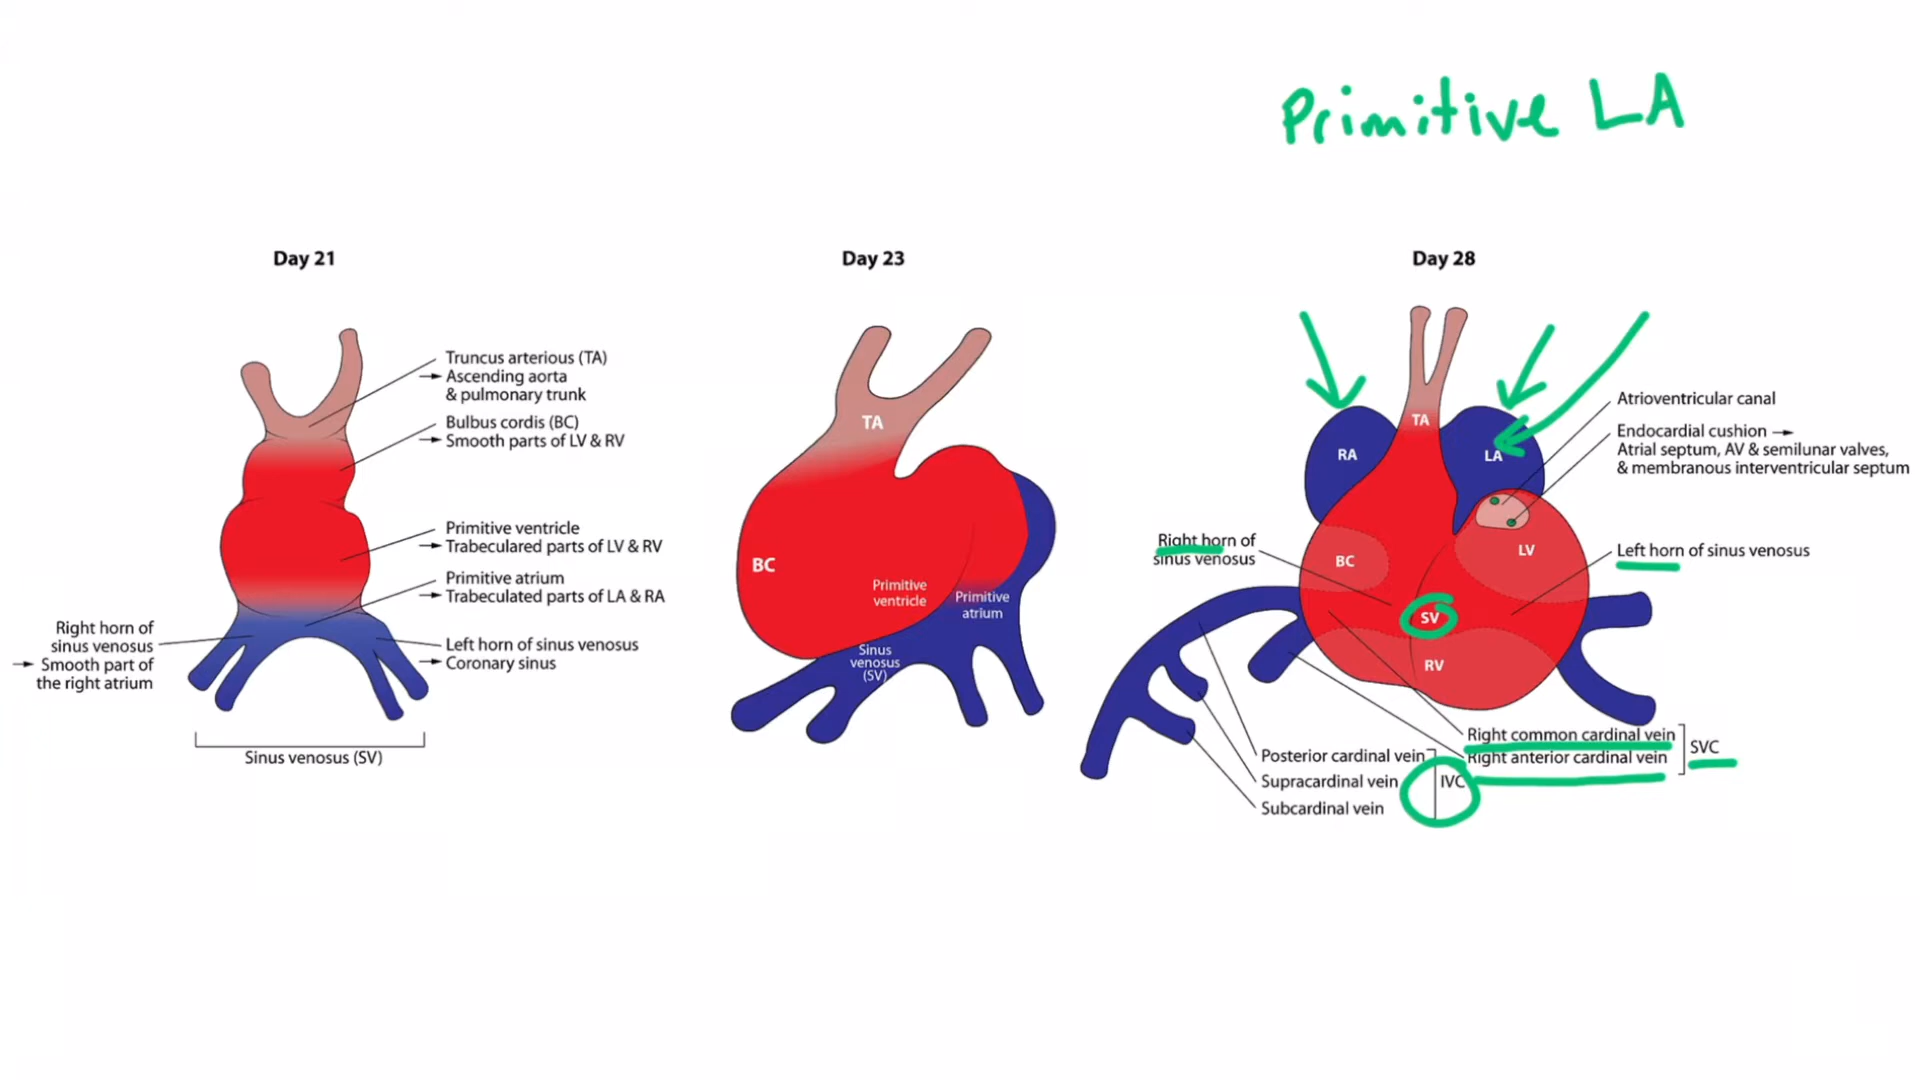 Primitive LA
Day 21
Truncus arterious (TA)
→ Ascending aorta
& pulmonary trunk
Bulbus cordis (BC)
→ Smooth parts of LV & RV
Primitive ventricle
→ Trabeculared parts of LV & RV
Primitive atrium
→ Trabeculated parts of LA & RA
Right horn of
sinus venosus
→ Smooth part of
the right atrium
Left horn of sinus venosus
→ Coronary sinus
Sinus venosus (SV)
Day 23
TA
BC
Primitive
ventricle
Primitive
atrium
Sinus
venosus
(SV)
Day 28
TA
RA
LA
Atrioventricular canal
Endocardial cushion →
Atrial septum, AV & semilunar valves,
& membranous interventricular septum
Right horn of
sinus venosus
BC
LV
Left horn of sinus venosus
SV
RV
Right common cardinal vein
Right anterior cardinal vein
SVC
Posterior cardinal vein
Supracardinal vein
Subcardinal vein
IVC